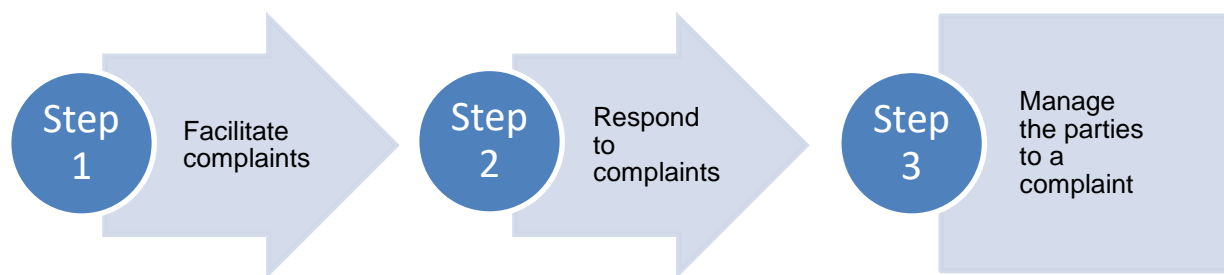 Step
1
Facilitate
complaints
Step
2
Respond
to
complaints
Step
3
Manage
the parties
to a
complaint